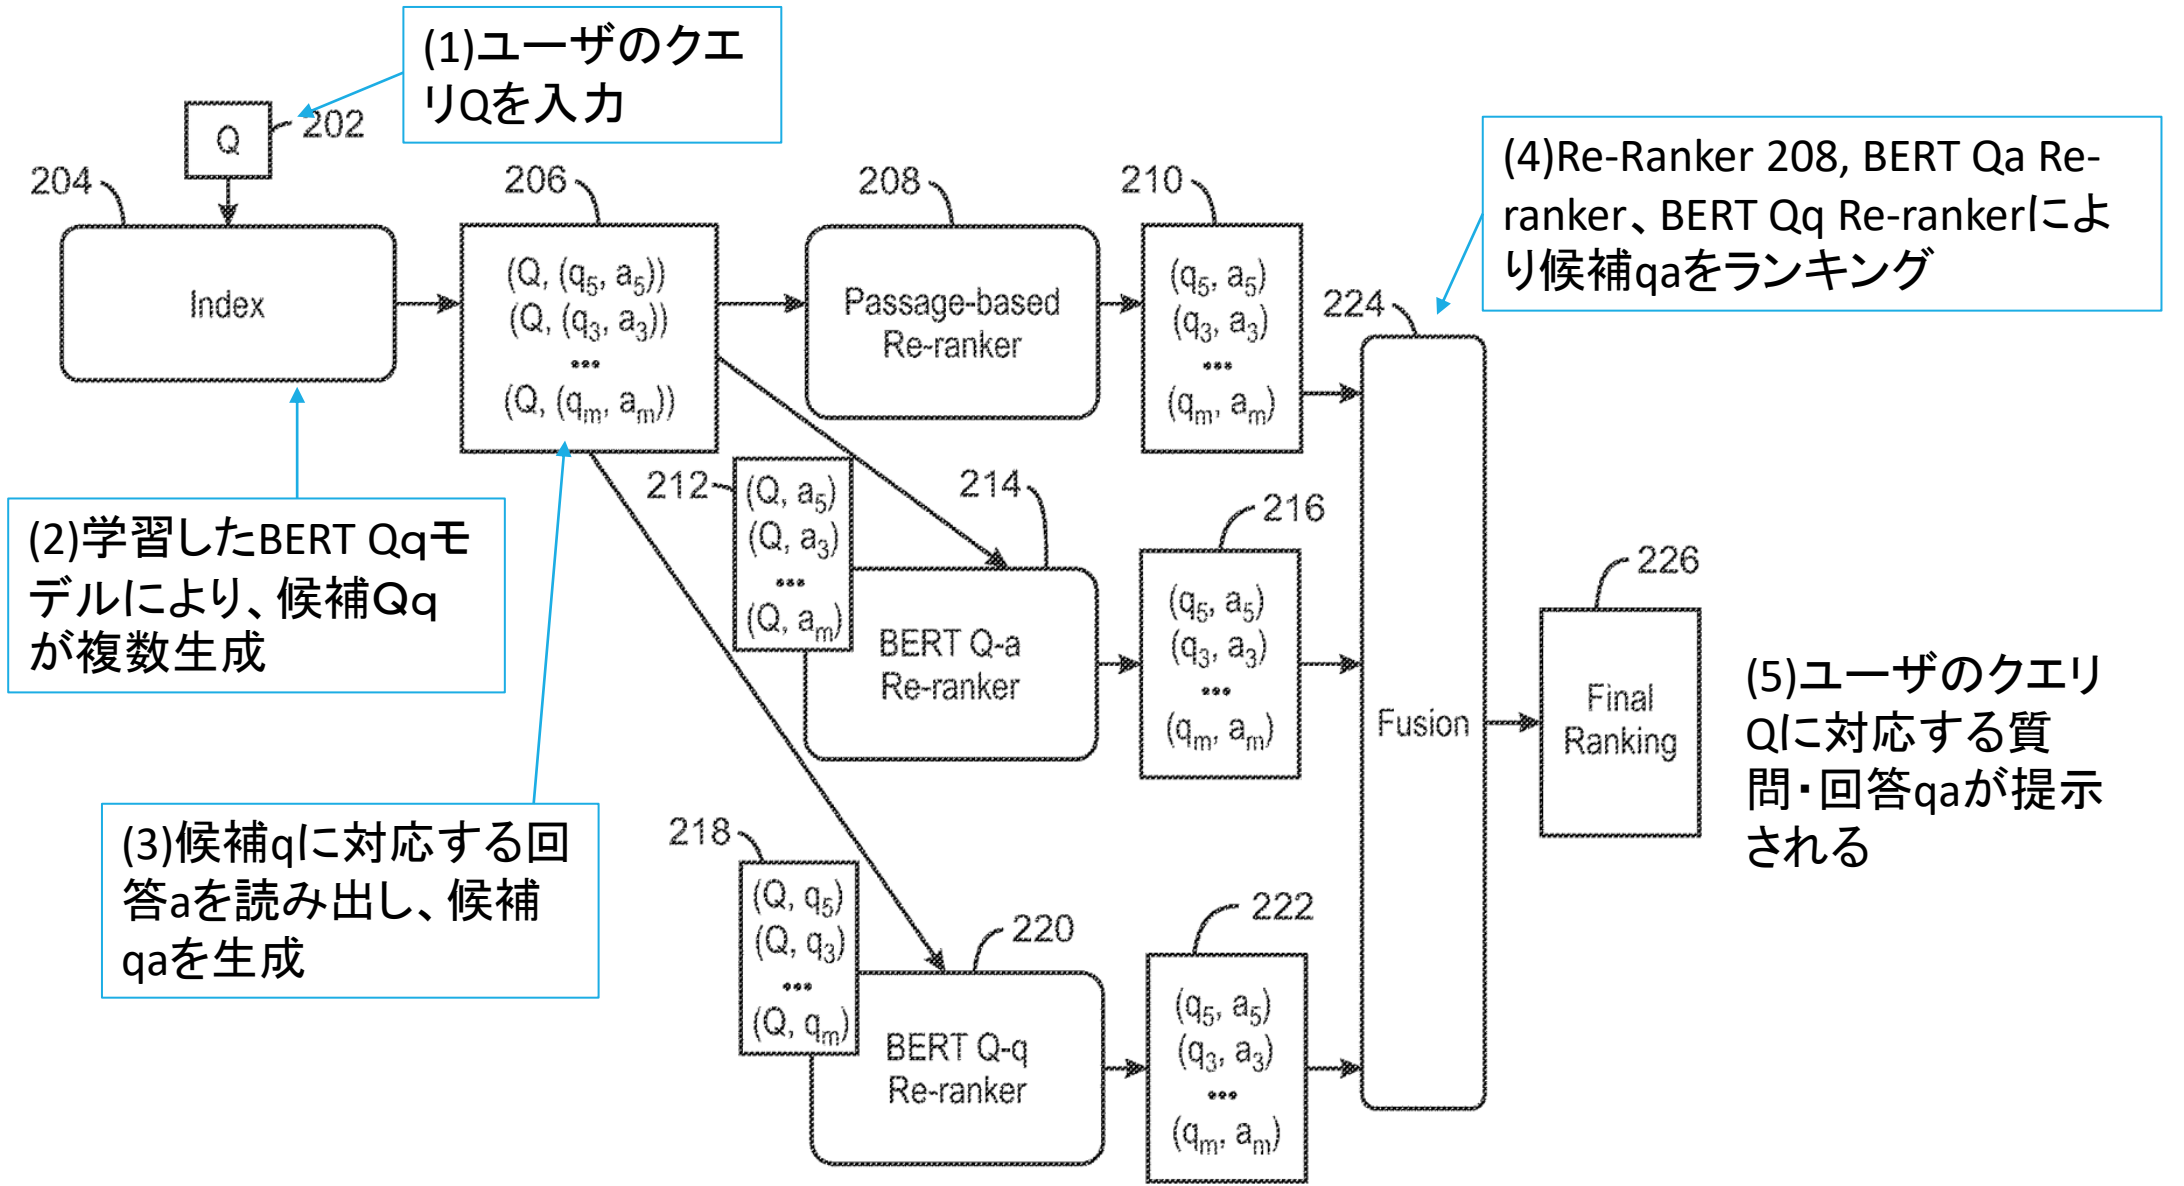 (1)ユーザのクエ
リQを入力
Q
202
204
Index
206
(Q, (q5, a5))
(Q, (q3, a3))
...
(Q, (qm, am))
208
Passage-based
Re-ranker
210
(q5, a5)
(q3, a3)
...
(qm, am)
(4)Re-Ranker 208, BERT Qa Re-
ranker、BERT Qq Re-rankerによ
り候補qaをランキング
224
Fusion
(2)学習したBERT Qqモ
デルにより、候補Qq
が複数生成
212
(Q, a5)
(Q, a3)
...
(Q, am)
214
BERT Q-a
Re-ranker
216
(q5, a5)
(q3, a3)
...
(qm, am)
226
Final
Ranking
(5)ユーザのクエリ
Qに対応する質
問・回答qaが提示
される
(3)候補qに対応する回
答aを読み出し、候補
qaを生成
218
(Q, q5)
(Q, q3)
...
(Q, qm)
220
BERT Q-q
Re-ranker
222
(q5, a5)
(q3, a3)
...
(qm, am)